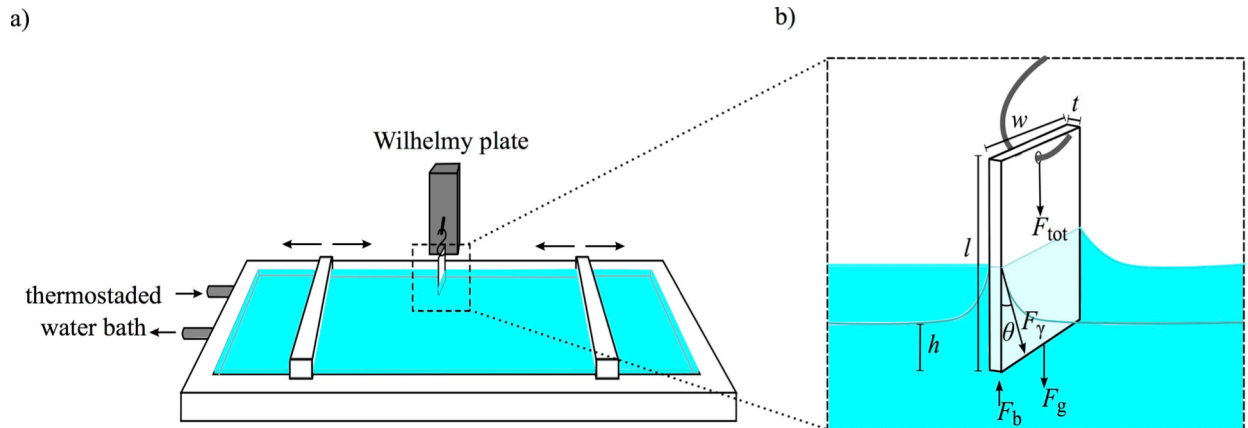 a)
b)
Wilhelmy plate
thermostaded
water bath
w
t
F_tot
l
θ
F_γ
h
F_b
F_g